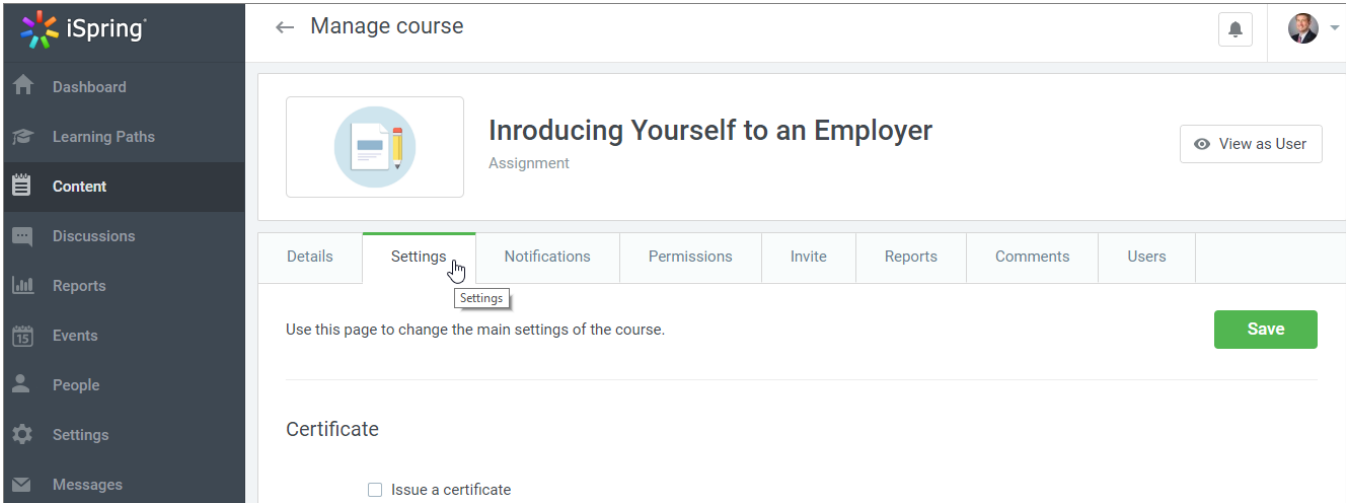 iSpring
Manage course
Dashboard
Learning Paths
Content
Discussions
Reports
15
Events
People
Settings
Messages
Inroducing Yourself to an Employer
Assignment
View as User
Details
Settings
Notifications
Permissions
Invite
Reports
Comments
Users
Settings
Use this page to change the main settings of the course.
Save
Certificate
Issue a certificate